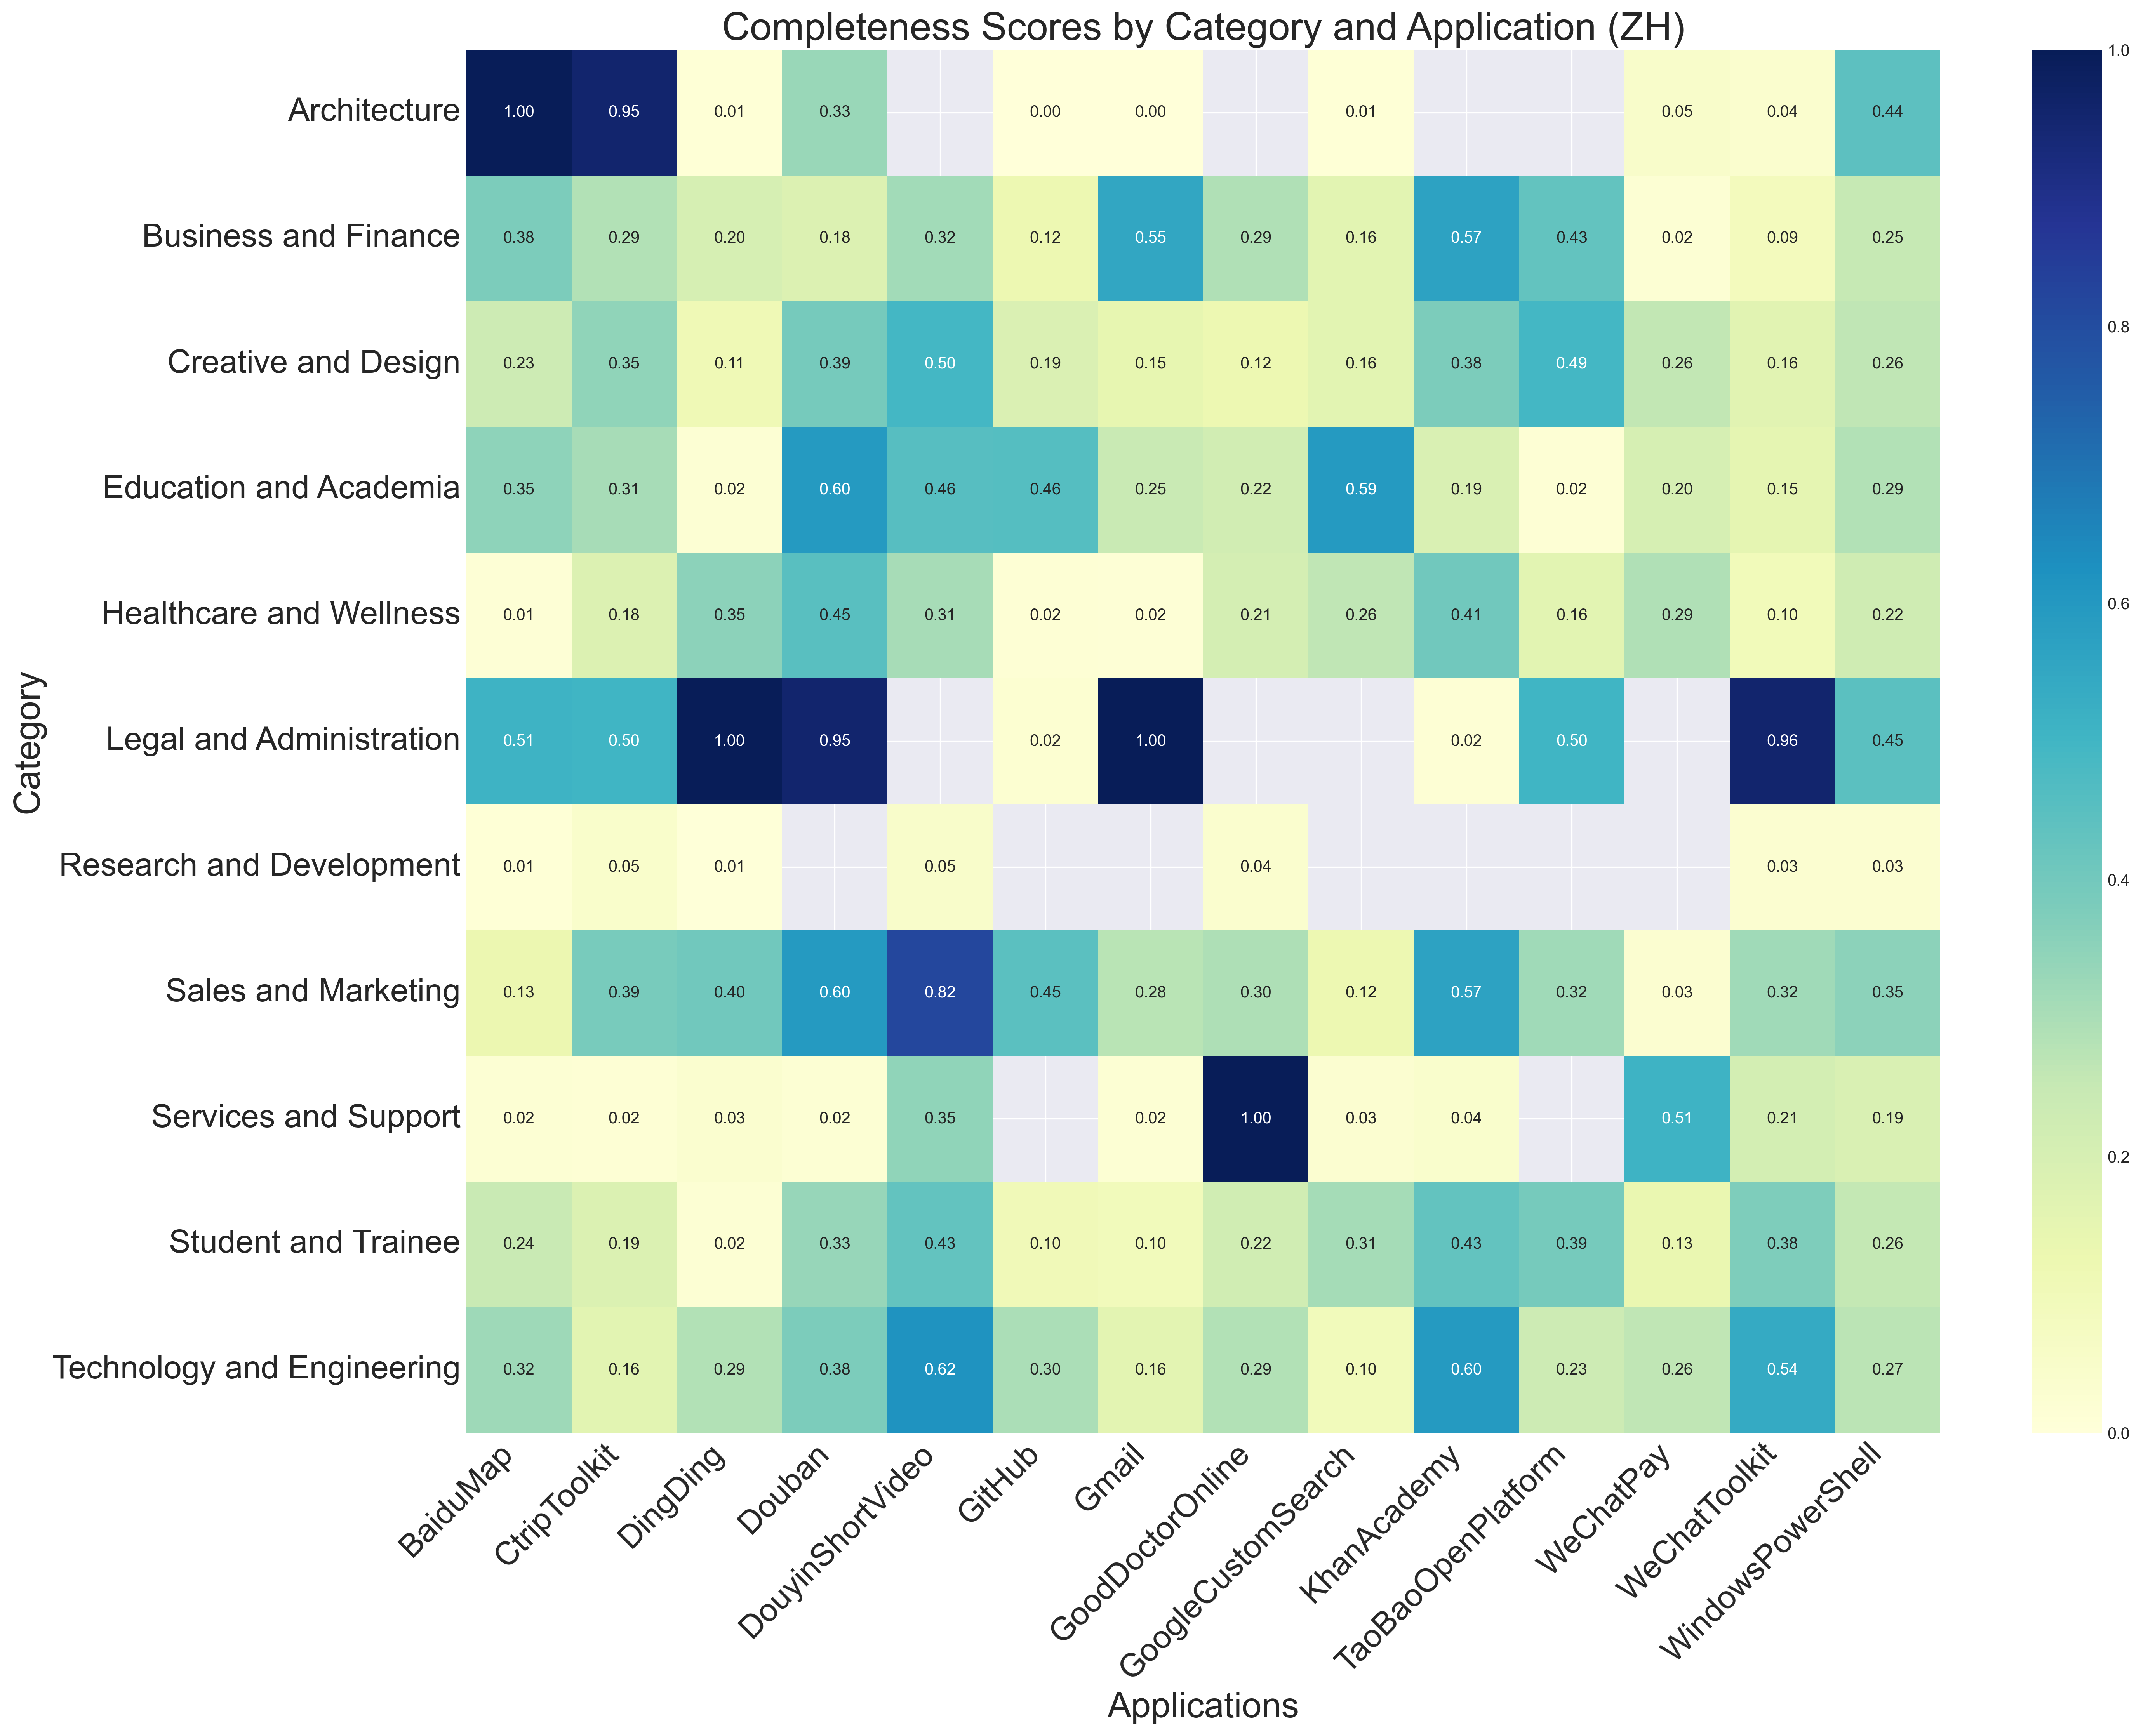 Completeness Scores by Category and Application (ZH)
Architecture 1.00 0.95 0.01 0.33 0.00 0.00 0.01 0.05 0.04 0.44
Business and Finance 0.38 0.29 0.20 0.18 0.32 0.12 0.55 0.29 0.16 0.57 0.43 0.02 0.09 0.25
Creative and Design 0.23 0.35 0.11 0.39 0.50 0.19 0.15 0.12 0.16 0.38 0.49 0.26 0.16 0.26
Education and Academia 0.35 0.31 0.02 0.60 0.46 0.46 0.25 0.22 0.59 0.19 0.02 0.20 0.15 0.29
Healthcare and Wellness 0.01 0.18 0.35 0.45 0.31 0.02 0.02 0.21 0.26 0.41 0.16 0.29 0.10 0.22
Legal and Administration 0.51 0.50 1.00 0.95 0.02 1.00 0.02 0.50 0.96 0.45
Research and Development 0.01 0.05 0.01 0.05 0.04 0.03 0.03
Sales and Marketing 0.13 0.39 0.40 0.60 0.82 0.45 0.28 0.30 0.12 0.57 0.32 0.03 0.32 0.35
Services and Support 0.02 0.02 0.03 0.02 0.35 0.02 1.00 0.03 0.04 0.51 0.21 0.19
Student and Trainee 0.24 0.19 0.02 0.33 0.43 0.10 0.10 0.22 0.31 0.43 0.39 0.13 0.38 0.26
Technology and Engineering 0.32 0.16 0.29 0.38 0.62 0.30 0.16 0.29 0.10 0.60 0.23 0.26 0.54 0.27
Category
BaiduMap
CtripToolkit
DingDing
Douban
DouyinShortVideo
GitHub
Gmail
GoodDoctorOnline
GoogleCustomSearch
KhanAcademy
TaoBaoOpenPlatform
WeChatPay
WeChatToolkit
WindowsPowerShell
Applications
1.0
0.8
0.6
0.4
0.2
0.0